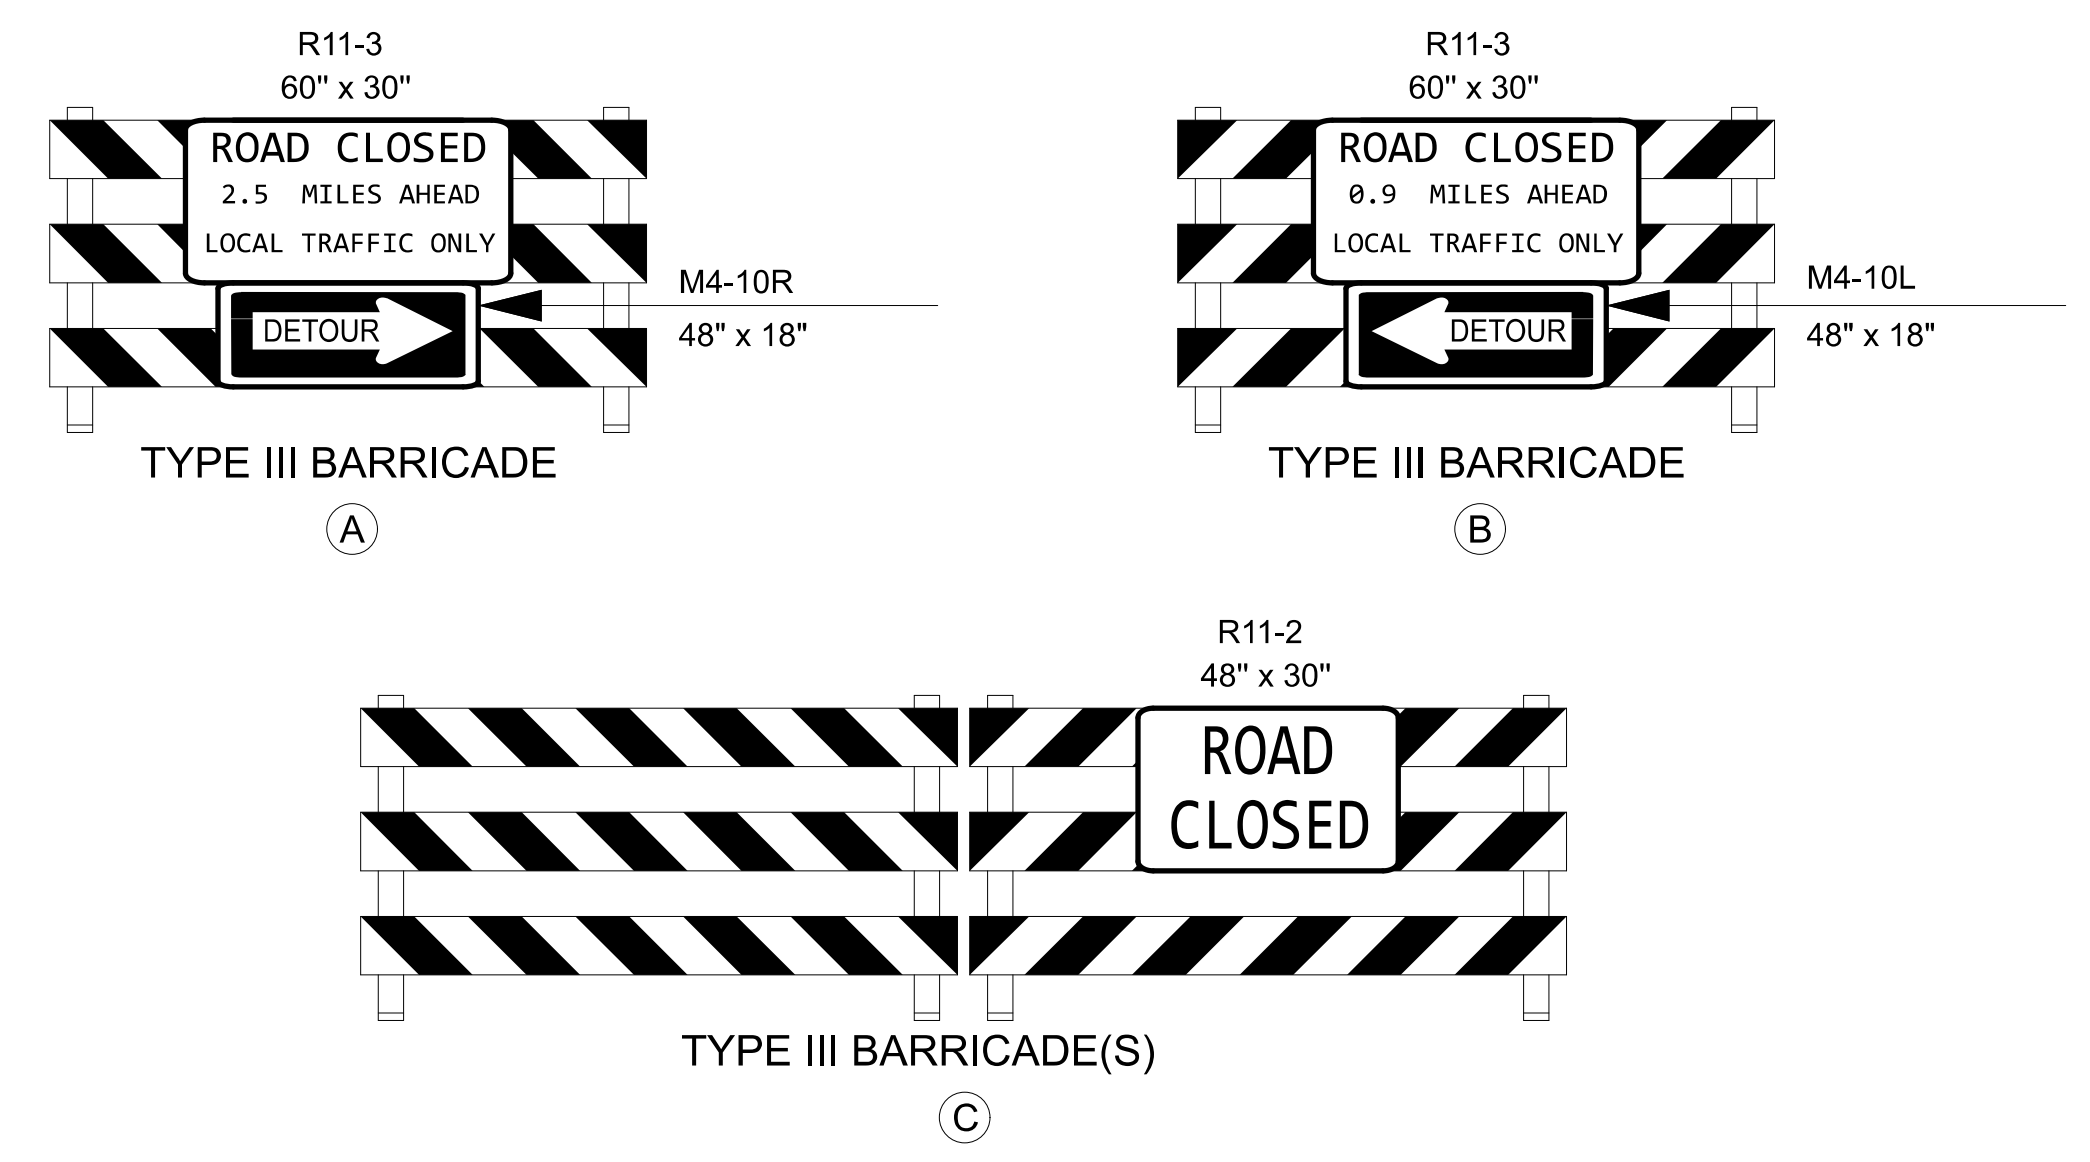 R11-3
60" x 30"
ROAD CLOSED
2.5 MILES AHEAD
LOCAL TRAFFIC ONLY
DETOUR
M4-10R
48" x 18"
TYPE III BARRICADE
A
R11-3
60" x 30"
ROAD CLOSED
0.9 MILES AHEAD
LOCAL TRAFFIC ONLY
DETOUR
M4-10L
48" x 18"
TYPE III BARRICADE
B
R11-2
48" x 30"
ROAD
CLOSED
TYPE III BARRICADE(S)
C